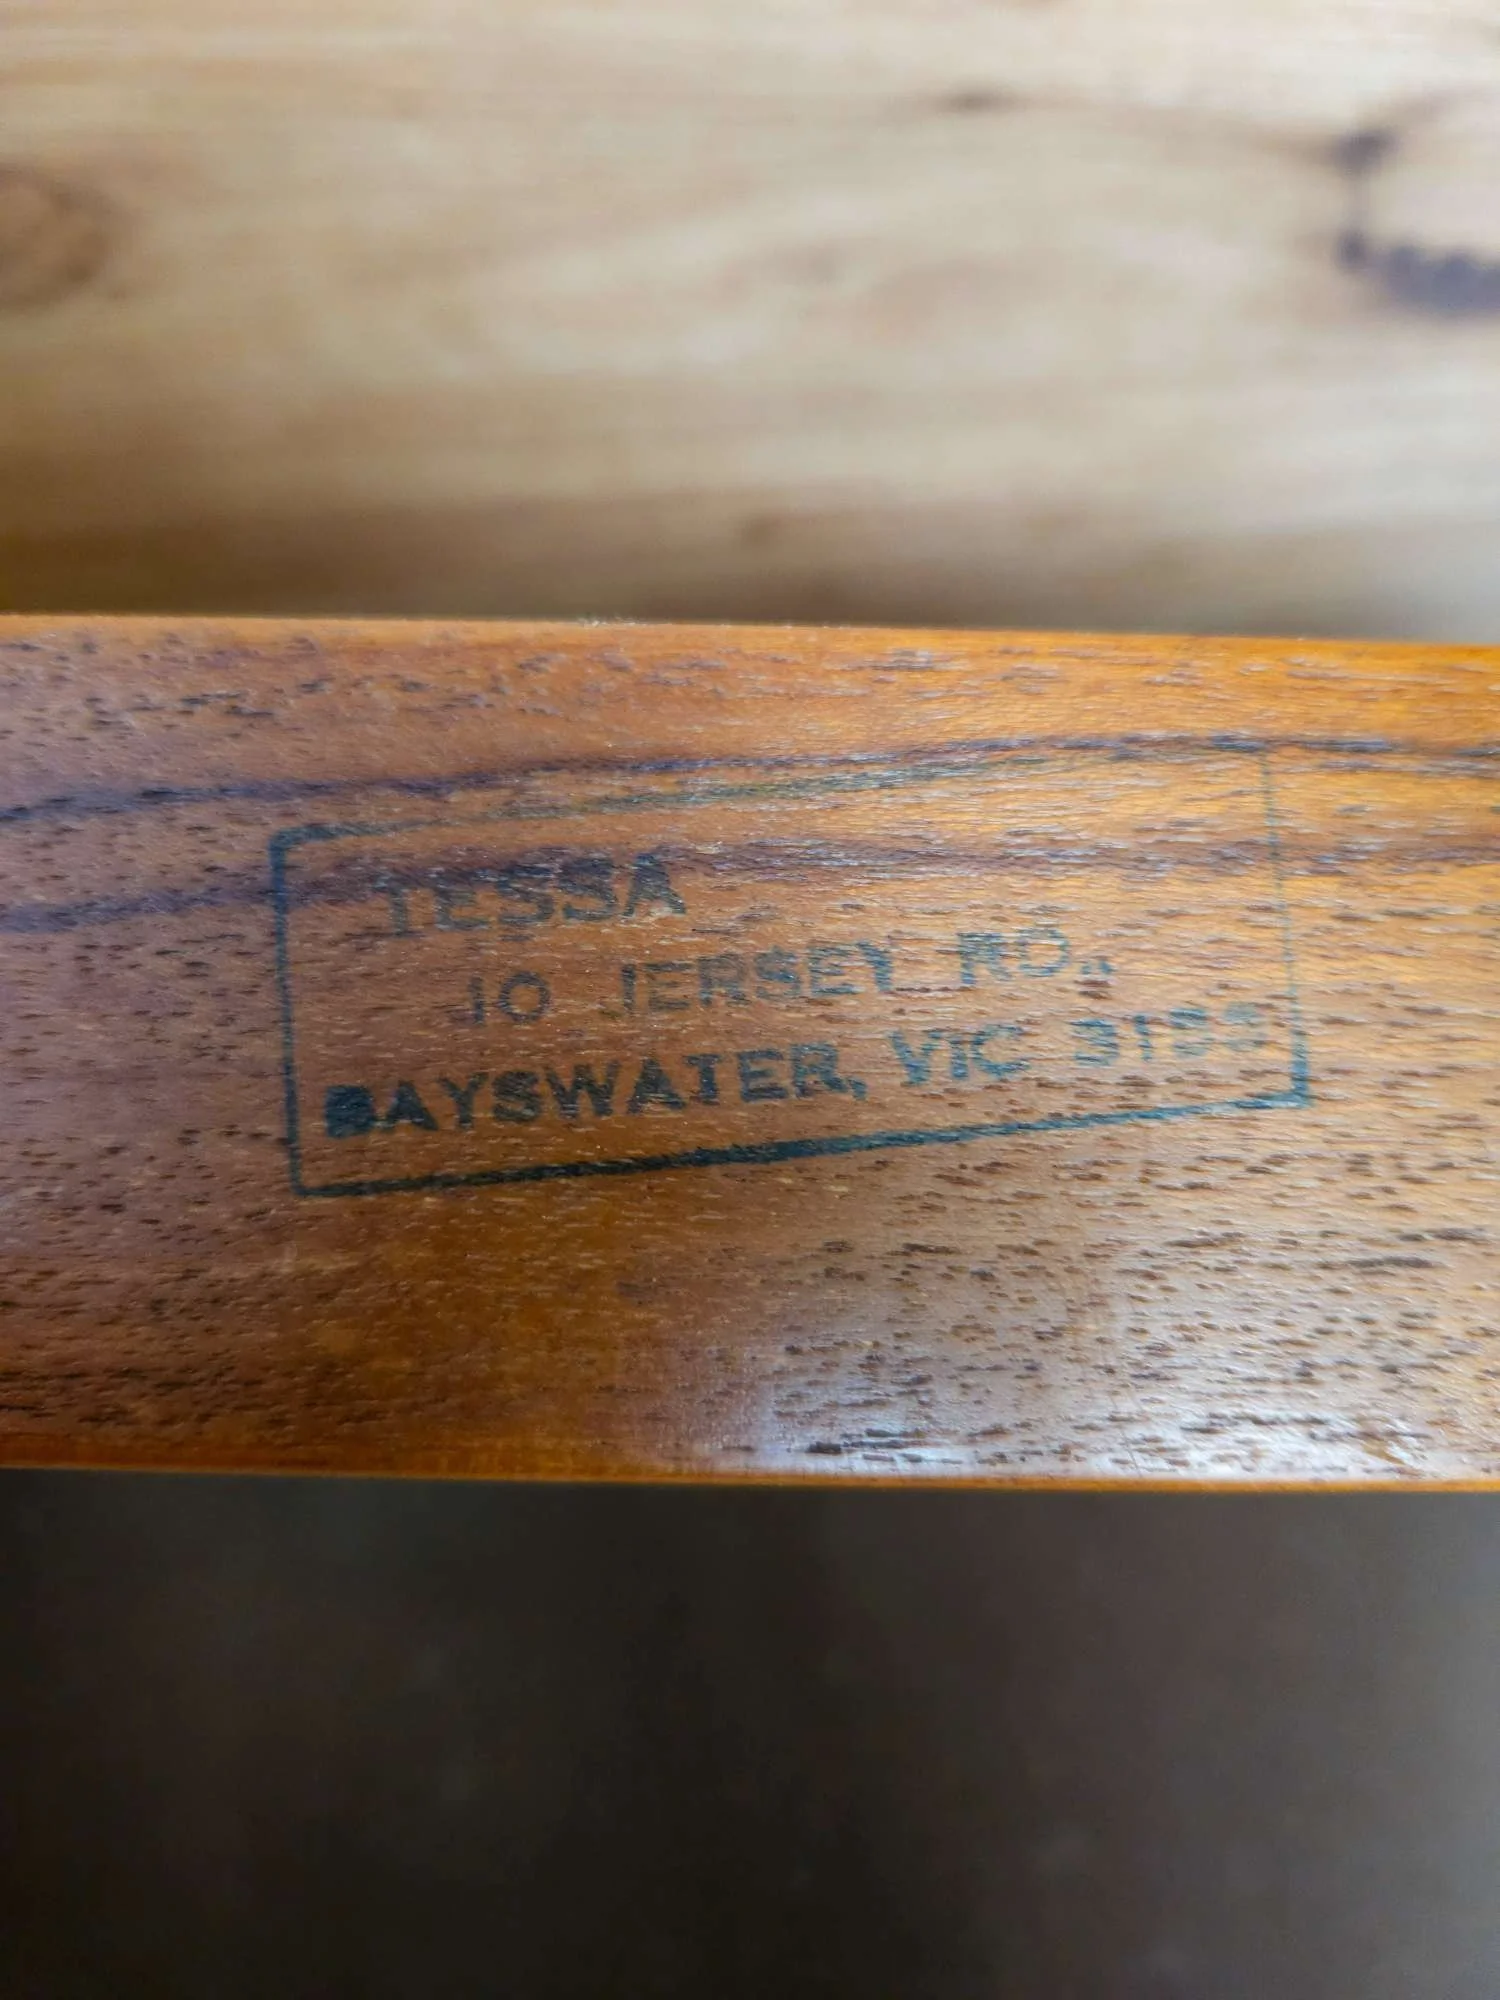 TESSA
10 JERSEY RD.,
BAYSWATER, VIC 3153